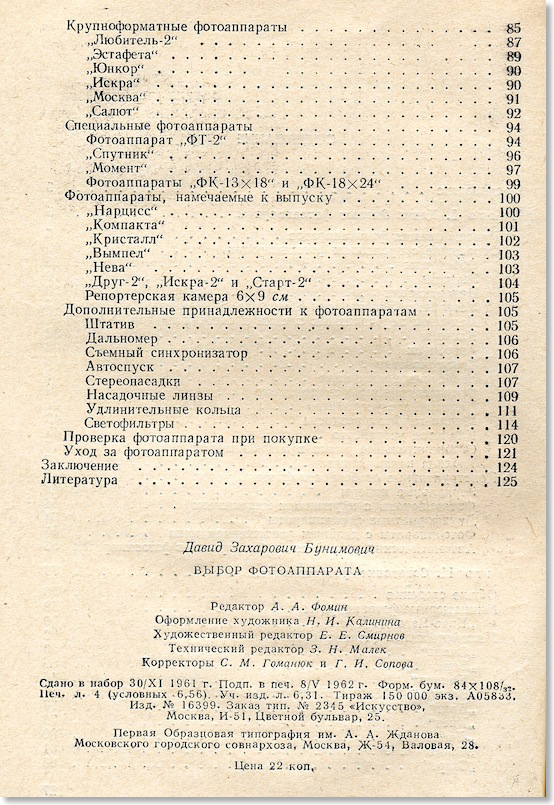 Крупноформатные фотоаппараты . . . . . . . . . . . 85
„Любитель-2“ . . . . . . . . . . . . . . . . 87
„Эстафета“ . . . . . . . . . . . . . . . . 89
„Юнкор“ . . . . . . . . . . . . . . . . 90
„Искра“ . . . . . . . . . . . . . . . . 90
„Москва“ . . . . . . . . . . . . . . . . 91
„Салют“ . . . . . . . . . . . . . . . . 92
Специальные фотоаппараты . . . . . . . . . . . . 94
Фотоаппарат „ФТ-2“ . . . . . . . . . . . . . 94
„Спутник“ . . . . . . . . . . . . . . . . 96
„Момент“ . . . . . . . . . . . . . . . . 97
Фотоаппараты „ФК-13×18“ и „ФК-18×24“ . . . . . . 99
Фотоаппараты, намечаемые к выпуску . . . . . . . . 100
„Нарцисс“ . . . . . . . . . . . . . . . . 100
„Компакта“ . . . . . . . . . . . . . . . . 101
„Кристалл“ . . . . . . . . . . . . . . . . 102
„Вымпел“ . . . . . . . . . . . . . . . . 103
„Нева“ . . . . . . . . . . . . . . . . 103
„Друг-2“, „Искра-2“ и „Старт-2“ . . . . . . . . . 104
Репортерская камера 6×9 см . . . . . . . . . . 105
Дополнительные принадлежности к фотоаппаратам . . . . 105
Штатив . . . . . . . . . . . . . . . . 105
Дальномер . . . . . . . . . . . . . . . . 106
Съемный синхронизатор . . . . . . . . . . . . 106
Автоспуск . . . . . . . . . . . . . . . . 107
Стереонасадки . . . . . . . . . . . . . . . 107
Насадочные линзы . . . . . . . . . . . . . . 109
Удлинительные кольца . . . . . . . . . . . . 111
Светофильтры . . . . . . . . . . . . . . . 114
Проверка фотоаппарата при покупке . . . . . . . . . 120
Уход за фотоаппаратом . . . . . . . . . . . . . 121
Заключение . . . . . . . . . . . . . . . . 124
Литература . . . . . . . . . . . . . . . . 125
Давид Захарович Бунимович
ВЫБОР ФОТОАППАРАТА
Редактор А. А. Фомин
Оформление художника Н. И. Калинина
Художественный редактор Е. Е. Смирнов
Технический редактор З. Н. Малек
Корректоры С. М. Гоманюк и Г. И. Сопова
Сдано в набор 30/XI 1961 г. Подп. в печ. 8/V 1962 г. Форм. бум. 84×108/₃₂.
Печ. л. 4 (условных 6,56). Уч. изд. л. 6,31. Тираж 150 000 экз. А05833.
Изд. № 16399. Заказ тип. № 2345 «Искусство»,
Москва, И-51, Цветной бульвар, 25.
Первая Образцовая типография им. А. А. Жданова
Московского городского совнархоза, Москва, Ж-54, Валовая, 28.
Цена 22 коп.